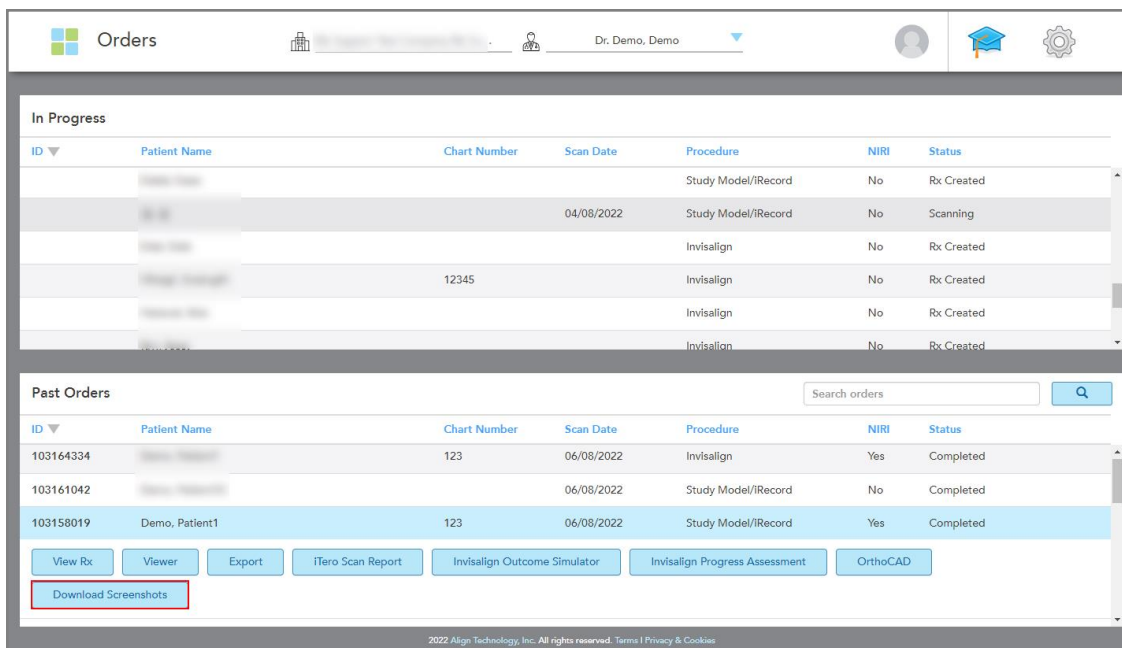 Orders Dr. Demo, Demo
In Progress
ID Patient Name Chart Number Scan Date Procedure NIRI Status
Study Model/iRecord No Rx Created
04/08/2022 Study Model/iRecord No Scanning
Invisalign No Rx Created
12345 Invisalign No Rx Created
Invisalign No Rx Created
Invisalign No Rx Created
Past Orders Search orders
ID Patient Name Chart Number Scan Date Procedure NIRI Status
103164334 123 06/08/2022 Invisalign Yes Completed
103161042 06/08/2022 Study Model/iRecord No Completed
103158019 Demo, Patient1 123 06/08/2022 Study Model/iRecord Yes Completed
View Rx Viewer Export iTero Scan Report Invisalign Outcome Simulator Invisalign Progress Assessment OrthoCAD
Download Screenshots
2022 Align Technology, Inc. All rights reserved. Terms | Privacy & Cookies